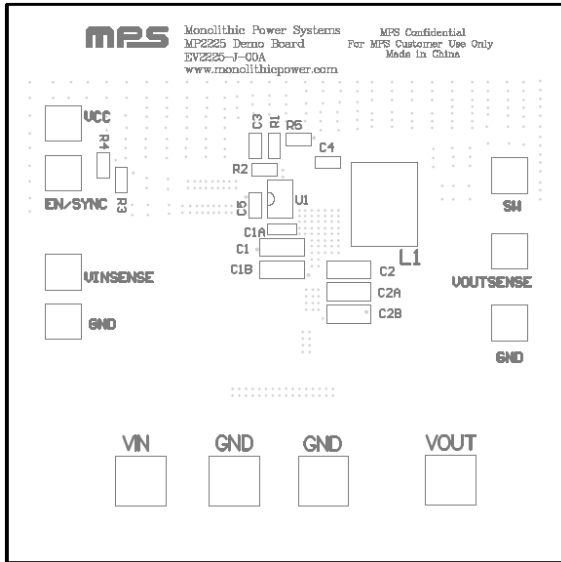 mps
Monolithic Power Systems
MP2225 Demo Board
EV2225-J-00A
www.monolithicpower.com
MPS Confidential
For MPS Customer Use Only
Made in China
VCC
R4
EN/SYNC
R3
C3
R1
R5
C4
R2
C5
U1
C1A
C1
C1B
L1
C2
C2A
C2B
SW
VINSENSE
VOUTSENSE
GND
GND
VIN
GND
GND
VOUT